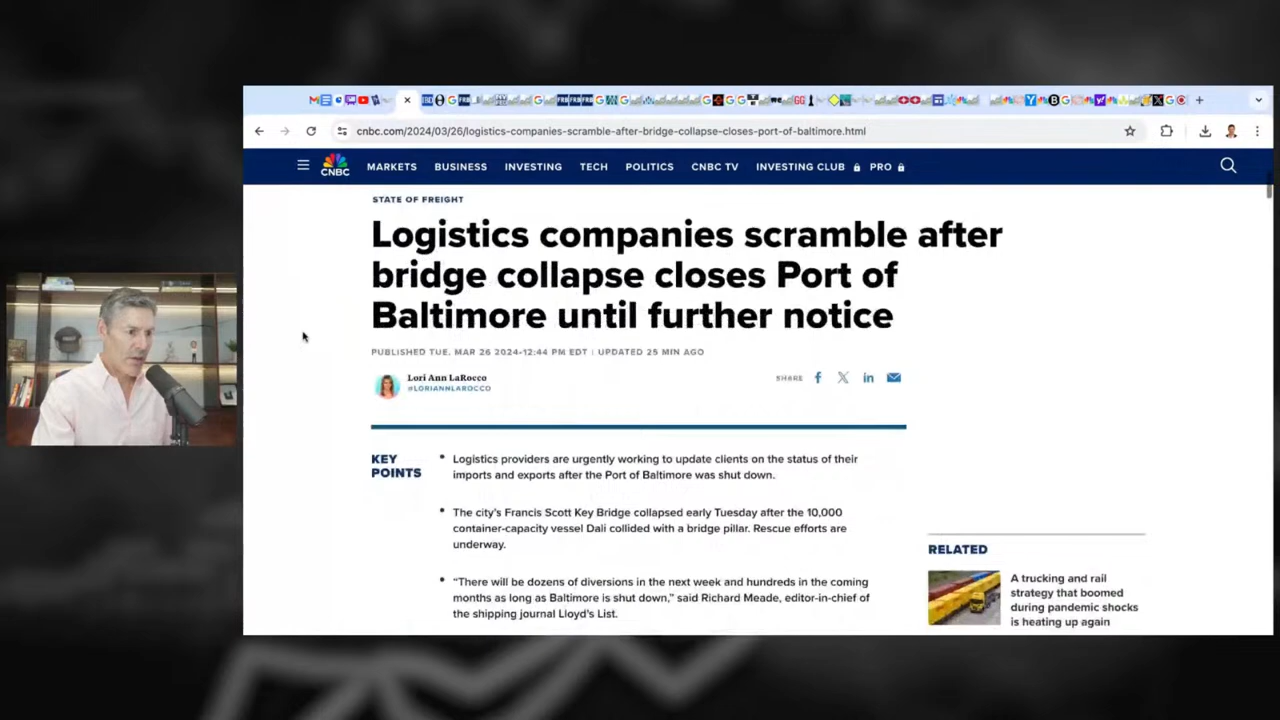 cnbc.com/2024/03/26/logistics-companies-scramble-after-bridge-collapse-closes-port-of-baltimore.html
CNBC
MARKETS BUSINESS INVESTING TECH POLITICS CNBC TV INVESTING CLUB PRO
STATE OF FREIGHT
Logistics companies scramble after
bridge collapse closes Port of
Baltimore until further notice
PUBLISHED TUE, MAR 26 2024-12:44 PM EDT | UPDATED 25 MIN AGO
Lori Ann LaRocco
@LORIANNLAROCCO
SHARE
KEY
POINTS
Logistics providers are urgently working to update clients on the status of their
imports and exports after the Port of Baltimore was shut down.
The city's Francis Scott Key Bridge collapsed early Tuesday after the 10,000
container-capacity vessel Dali collided with a bridge pillar. Rescue efforts are
underway.
"There will be dozens of diversions in the next week and hundreds in the coming
months as long as Baltimore is shut down," said Richard Meade, editor-in-chief of
the shipping journal Lloyd's List.
RELATED
A trucking and rail
strategy that boomed
during pandemic shocks
is heating up again